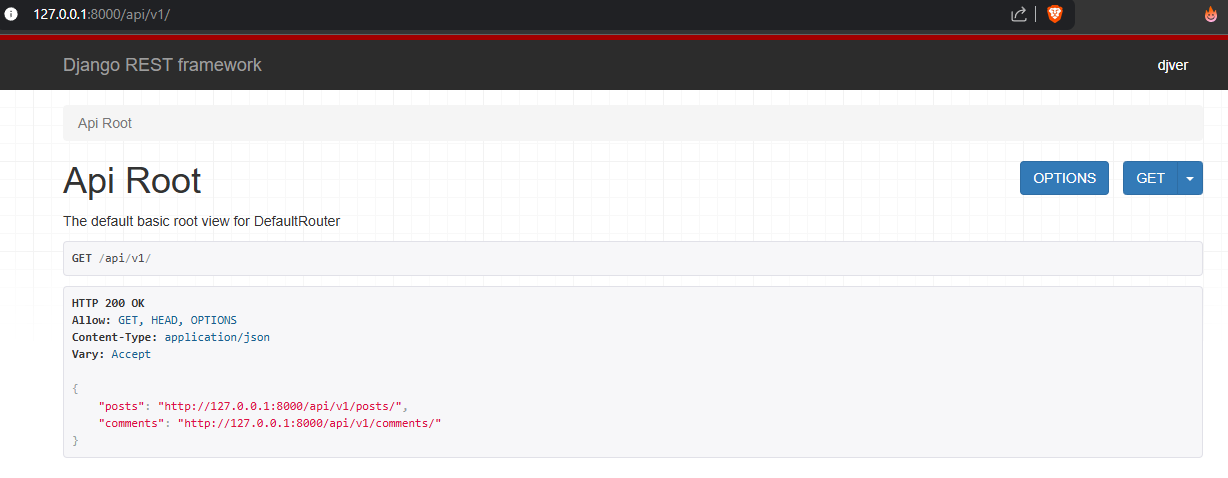 127.0.0.1:8000/api/v1/
Django REST framework
djver
Api Root
Api Root
OPTIONS
GET
The default basic root view for DefaultRouter
GET /api/v1/
HTTP 200 OK
Allow: GET, HEAD, OPTIONS
Content-Type: application/json
Vary: Accept
{
    "posts": "http://127.0.0.1:8000/api/v1/posts/",
    "comments": "http://127.0.0.1:8000/api/v1/comments/"
}